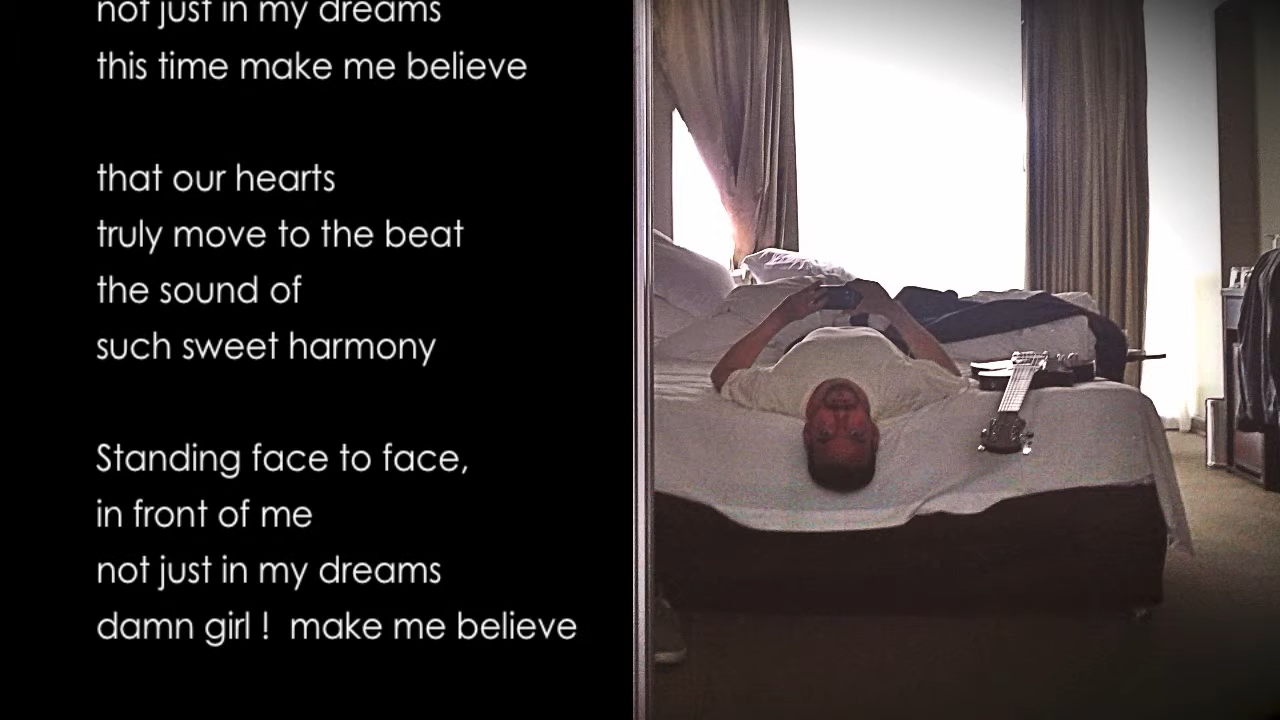 not just in my dreams
this time make me believe
that our hearts
truly move to the beat
the sound of
such sweet harmony
Standing face to face,
in front of me
not just in my dreams
damn girl !  make me believe